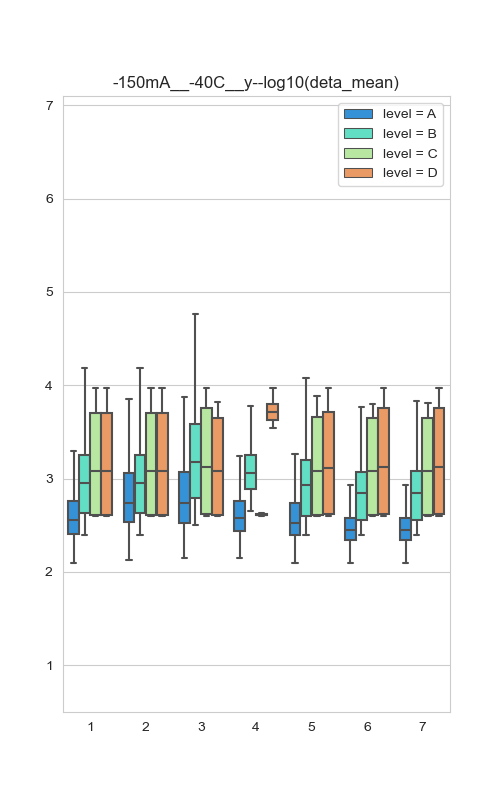 -150mA__-40C__y--log10(deta_mean)
7
6
5
4
3
2
1
level = A
level = B
level = C
level = D
1 2 3 4 5 6 7